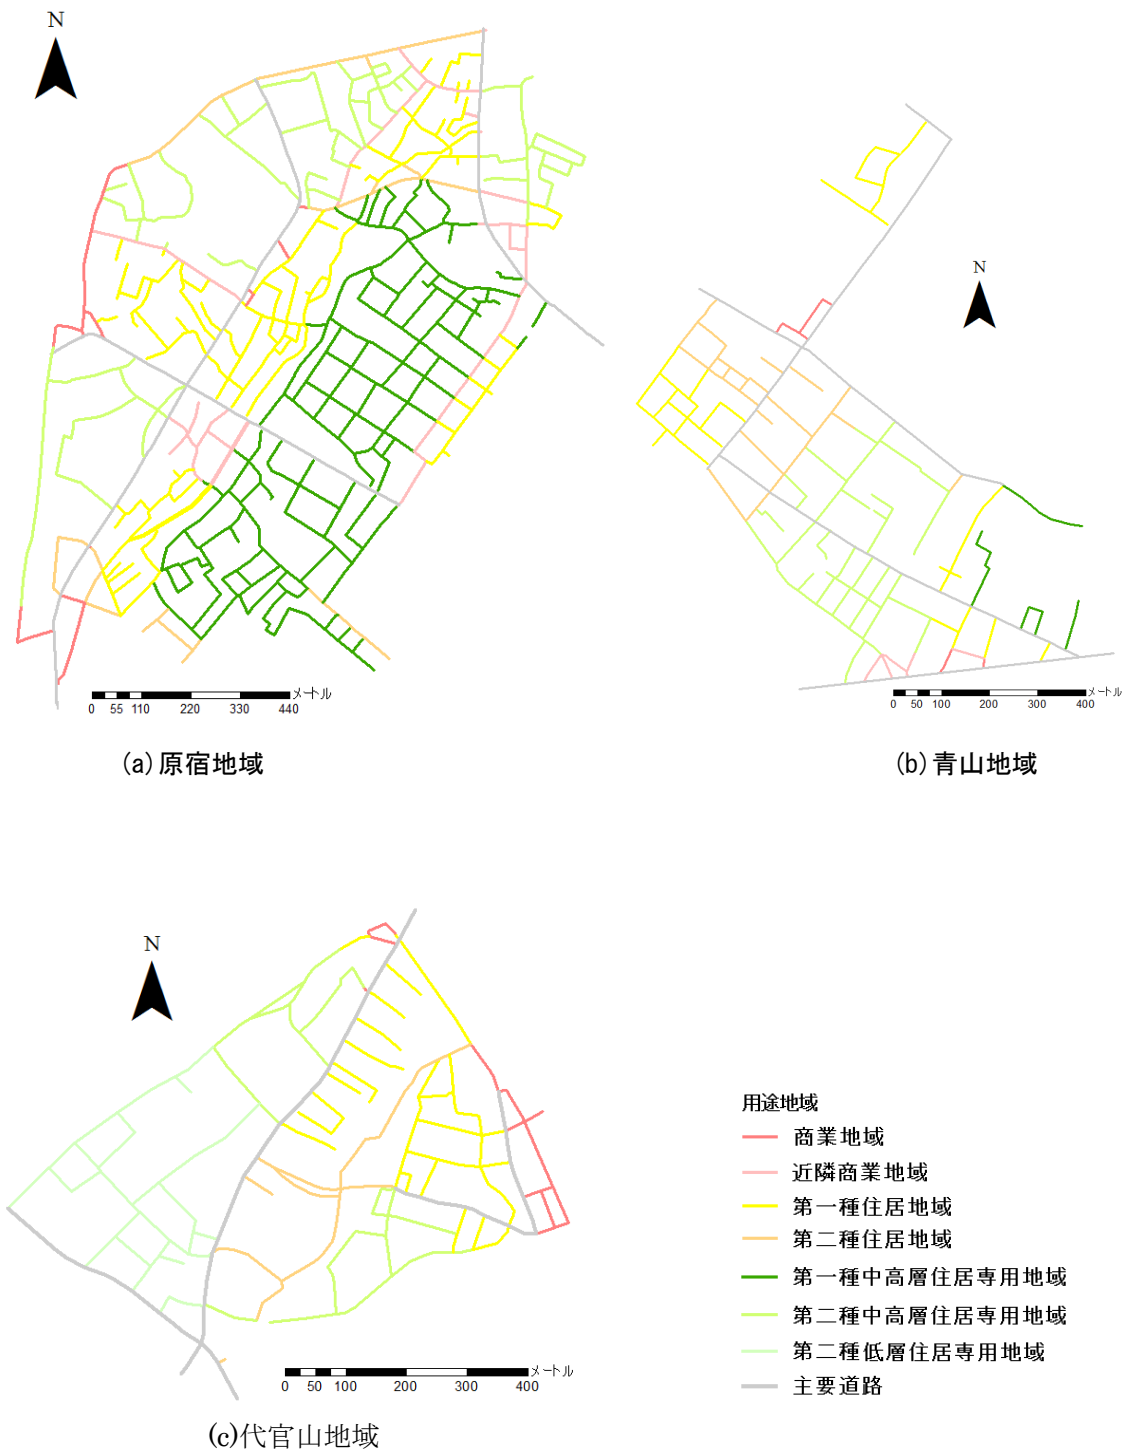 N
メートル
0 55 110 220 330 440
(a)原宿地域
N
メートル
0 50 100 200 300 400
(b)青山地域
N
メートル
0 50 100 200 300 400
(c)代官山地域
用途地域
商業地域
近隣商業地域
第一種住居地域
第二種住居地域
第一種中高層住居専用地域
第二種中高層住居専用地域
第二種低層住居専用地域
主要道路